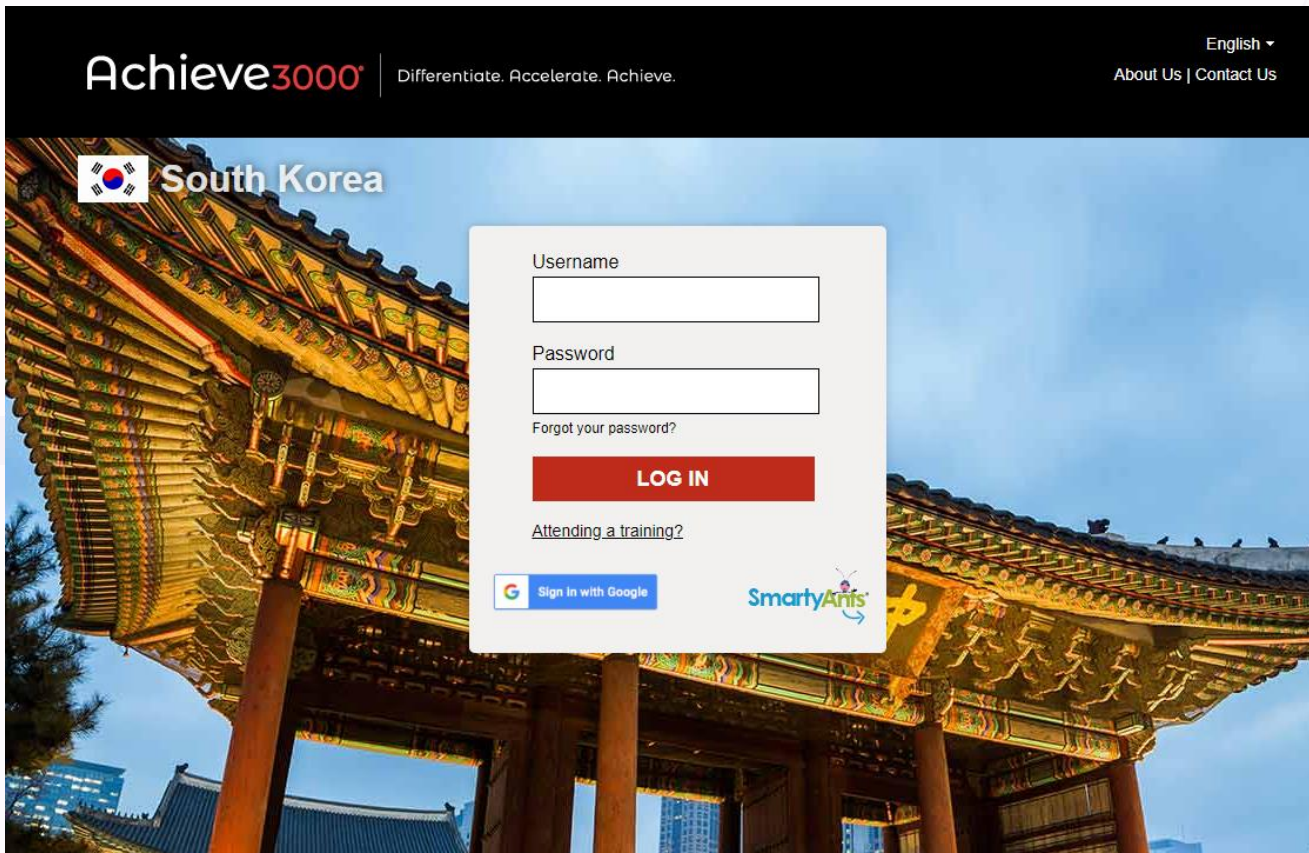 Achieve3000®
Differentiate. Accelerate. Achieve.
English
About Us | Contact Us
South Korea
Username
Password
Forgot your password?
LOG IN
Attending a training?
Sign in with Google
SmartyAnts
中